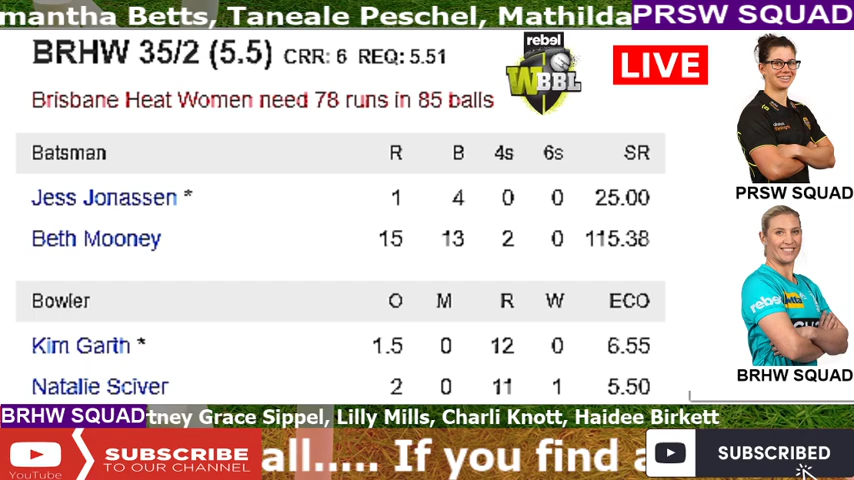 mantha Betts, Taneale Peschel, Mathilda
PRSW SQUAD
BRHW 35/2 (5.5) CRR: 6 REQ: 5.51
rebel
WBBL
LIVE
Brisbane Heat Women need 78 runs in 85 balls
Batsman R B 4s 6s SR
Jess Jonassen * 1 4 0 0 25.00
Beth Mooney 15 13 2 0 115.38
PRSW SQUAD
Bowler O M R W ECO
Kim Garth * 1.5 0 12 0 6.55
Natalie Sciver 2 0 11 1 5.50
rebel
BRHW SQUAD
BRHW SQUAD tney Grace Sippel, Lilly Mills, Charli Knott, Haidee Birkett
YouTube
SUBSCRIBE
TO OUR CHANNEL
all..... If you find a
SUBSCRIBED